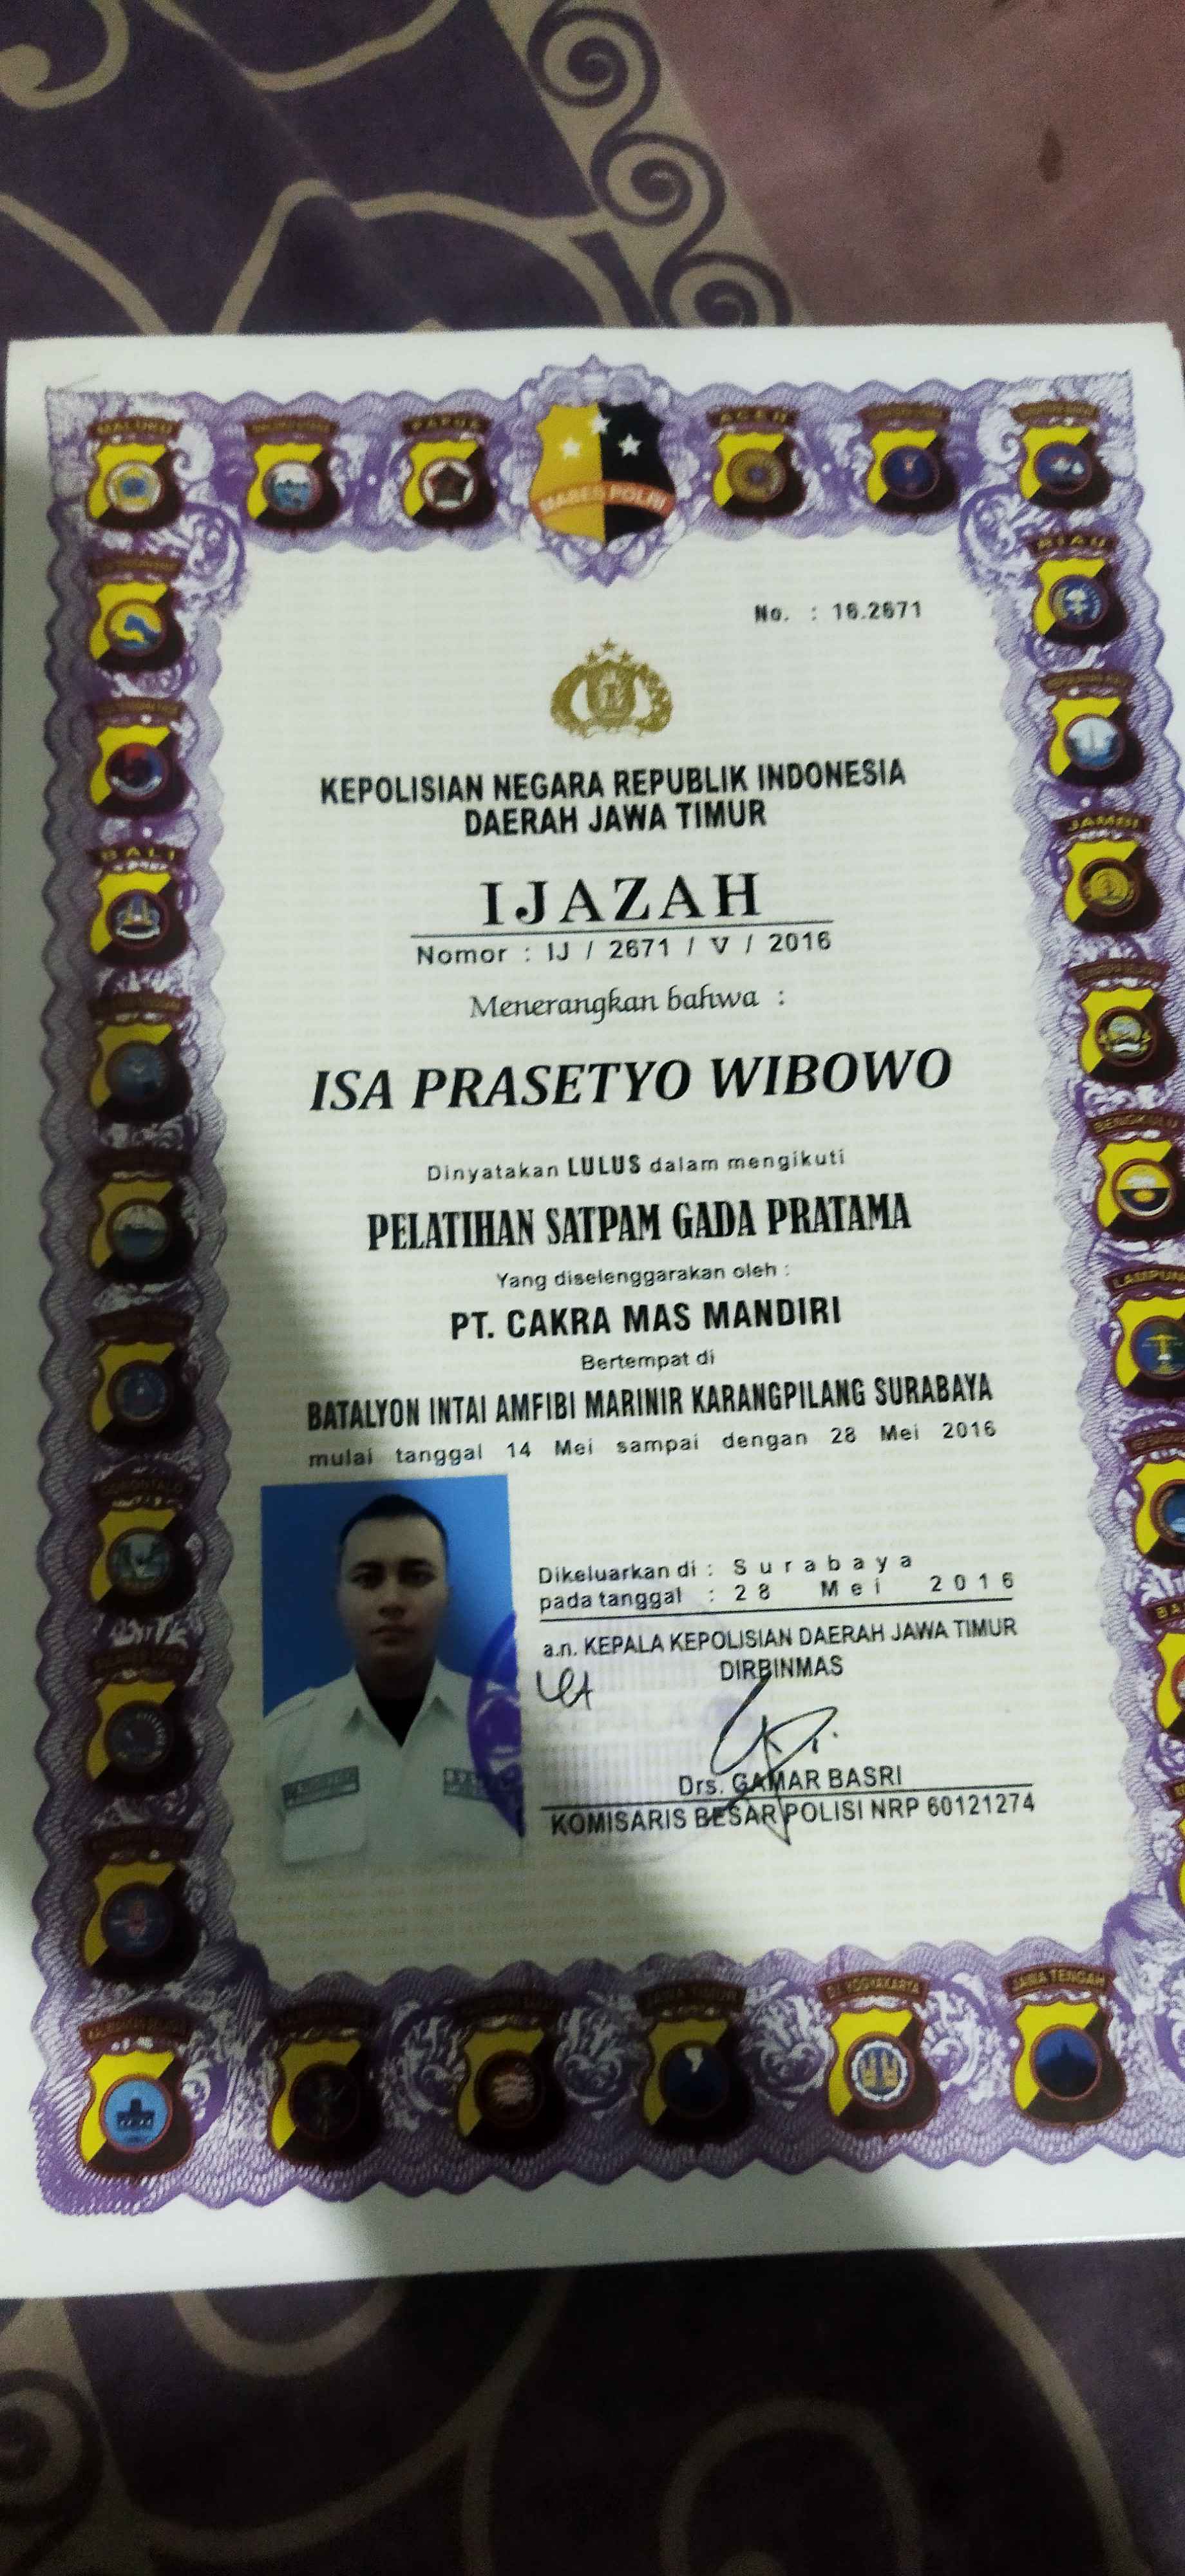 MALUKU
PAPUA
MABES POLRI
ACEH
RIAU
No. : 16.2671
KEPOLISIAN NEGARA REPUBLIK INDONESIA
DAERAH JAWA TIMUR
JAMBI
BALI
IJAZAH
Nomor : IJ / 2671 / V / 2016
Menerangkan bahwa :
ISA PRASETYO WIBOWO
BENGKULU
Dinyatakan LULUS dalam mengikuti
PELATIHAN SATPAM GADA PRATAMA
Yang diselenggarakan oleh :
LAMPUN
PT. CAKRA MAS MANDIRI
Bertempat di
BATALYON INTAI AMFIBI MARINIR KARANGPILANG SURABAYA
mulai tanggal 14 Mei sampai dengan 28 Mei 2016
GORONTALO
Dikeluarkan di : Surabaya
pada tanggal : 28 Mei 2016
a.n. KEPALA KEPOLISIAN DAERAH JAWA TIMUR
DIRBINMAS
Drs. GAMAR BASRI
KOMISARIS BESAR POLISI NRP 60121274
JAWA TIMUR
D.I. YOGYAKARTA
JAWA TENGAH